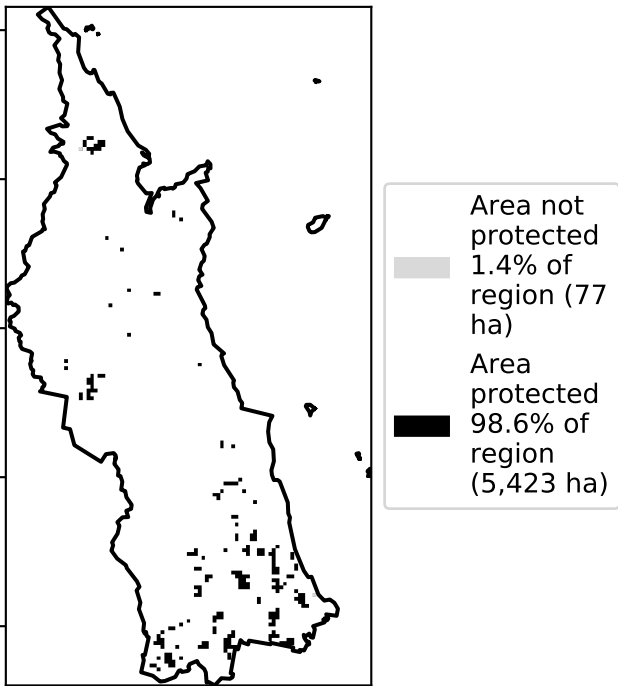 Area not
protected
1.4% of
region (77
ha)
Area
protected
98.6% of
region
(5,423 ha)